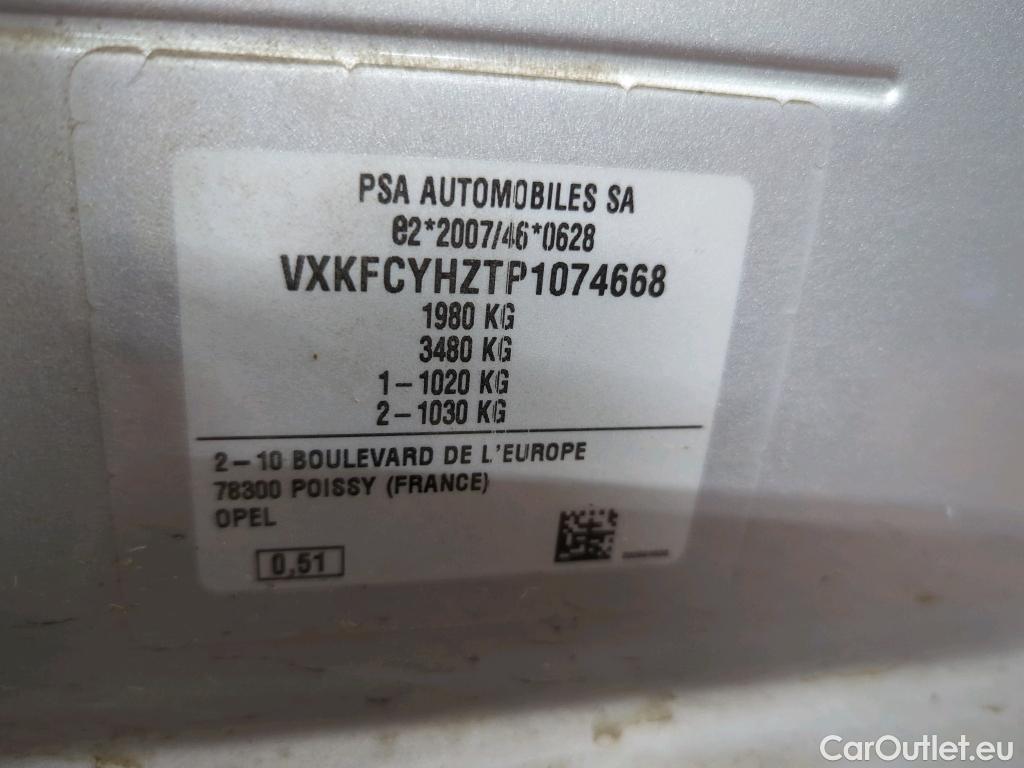 PSA AUTOMOBILES SA
e2*2007/46*0628
VXKFCYHZTP1074668
1980 KG
3480 KG
1-1020 KG
2-1030 KG
2-10 BOULEVARD DE L'EUROPE
78300 POISSY (FRANCE)
OPEL
0,51
CarOutlet.eu